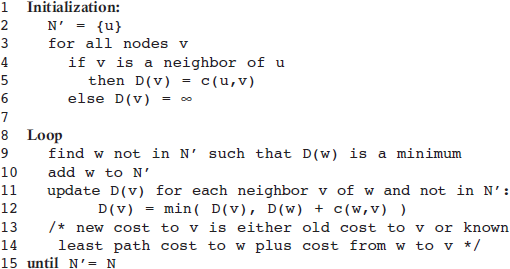 1 Initialization:
2 N’ = {u}
3 for all nodes v
4 if v is a neighbor of u
5 then D(v) = c(u,v)
6 else D(v) = ∞
7
8 Loop
9 find w not in N’ such that D(w) is a minimum
10 add w to N’
11 update D(v) for each neighbor v of w and not in N’:
12 D(v) = min( D(v), D(w) + c(w,v) )
13 /* new cost to v is either old cost to v or known
14 least path cost to w plus cost from w to v */
15 until N’= N